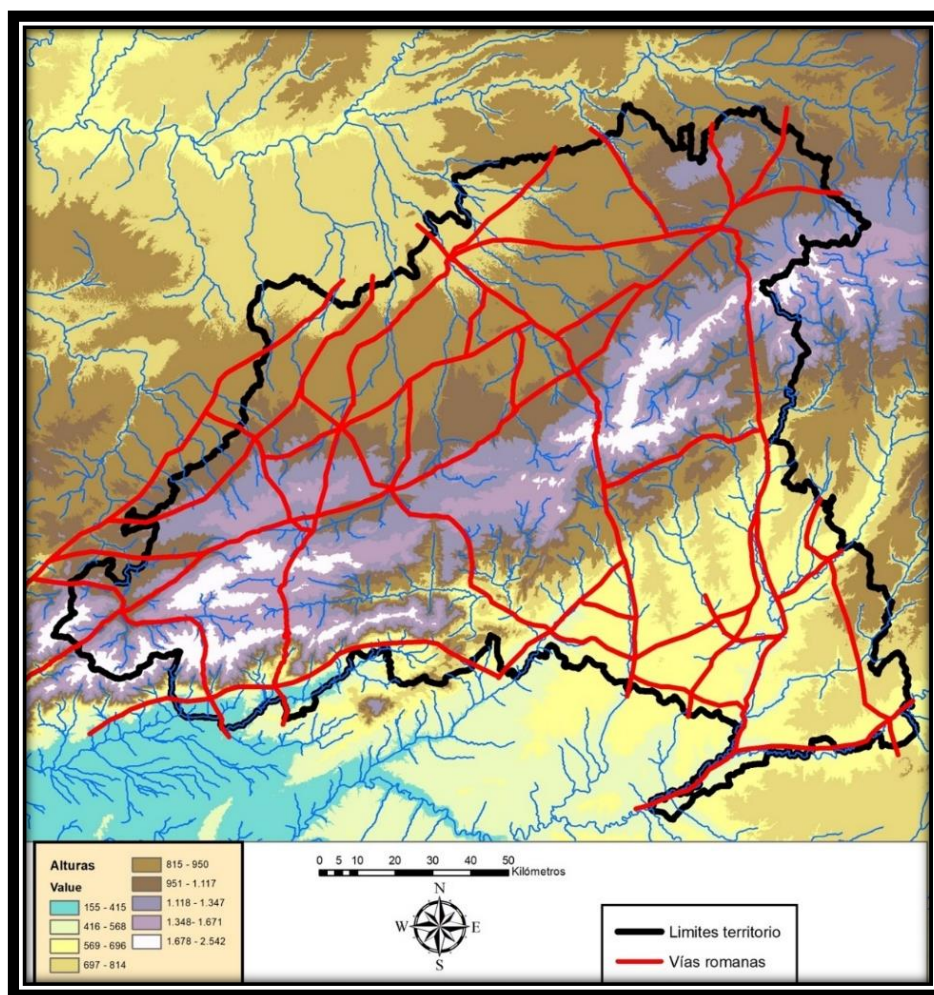 Alturas
Value
155 - 415
416 - 568
569 - 696
697 - 814
815 - 950
951 - 1.117
1.118 - 1.347
1.348- 1.671
1.678 - 2.542
0 5 10 20 30 40 50
Kilómetros
N
W E
S
Limites territorio
Vías romanas